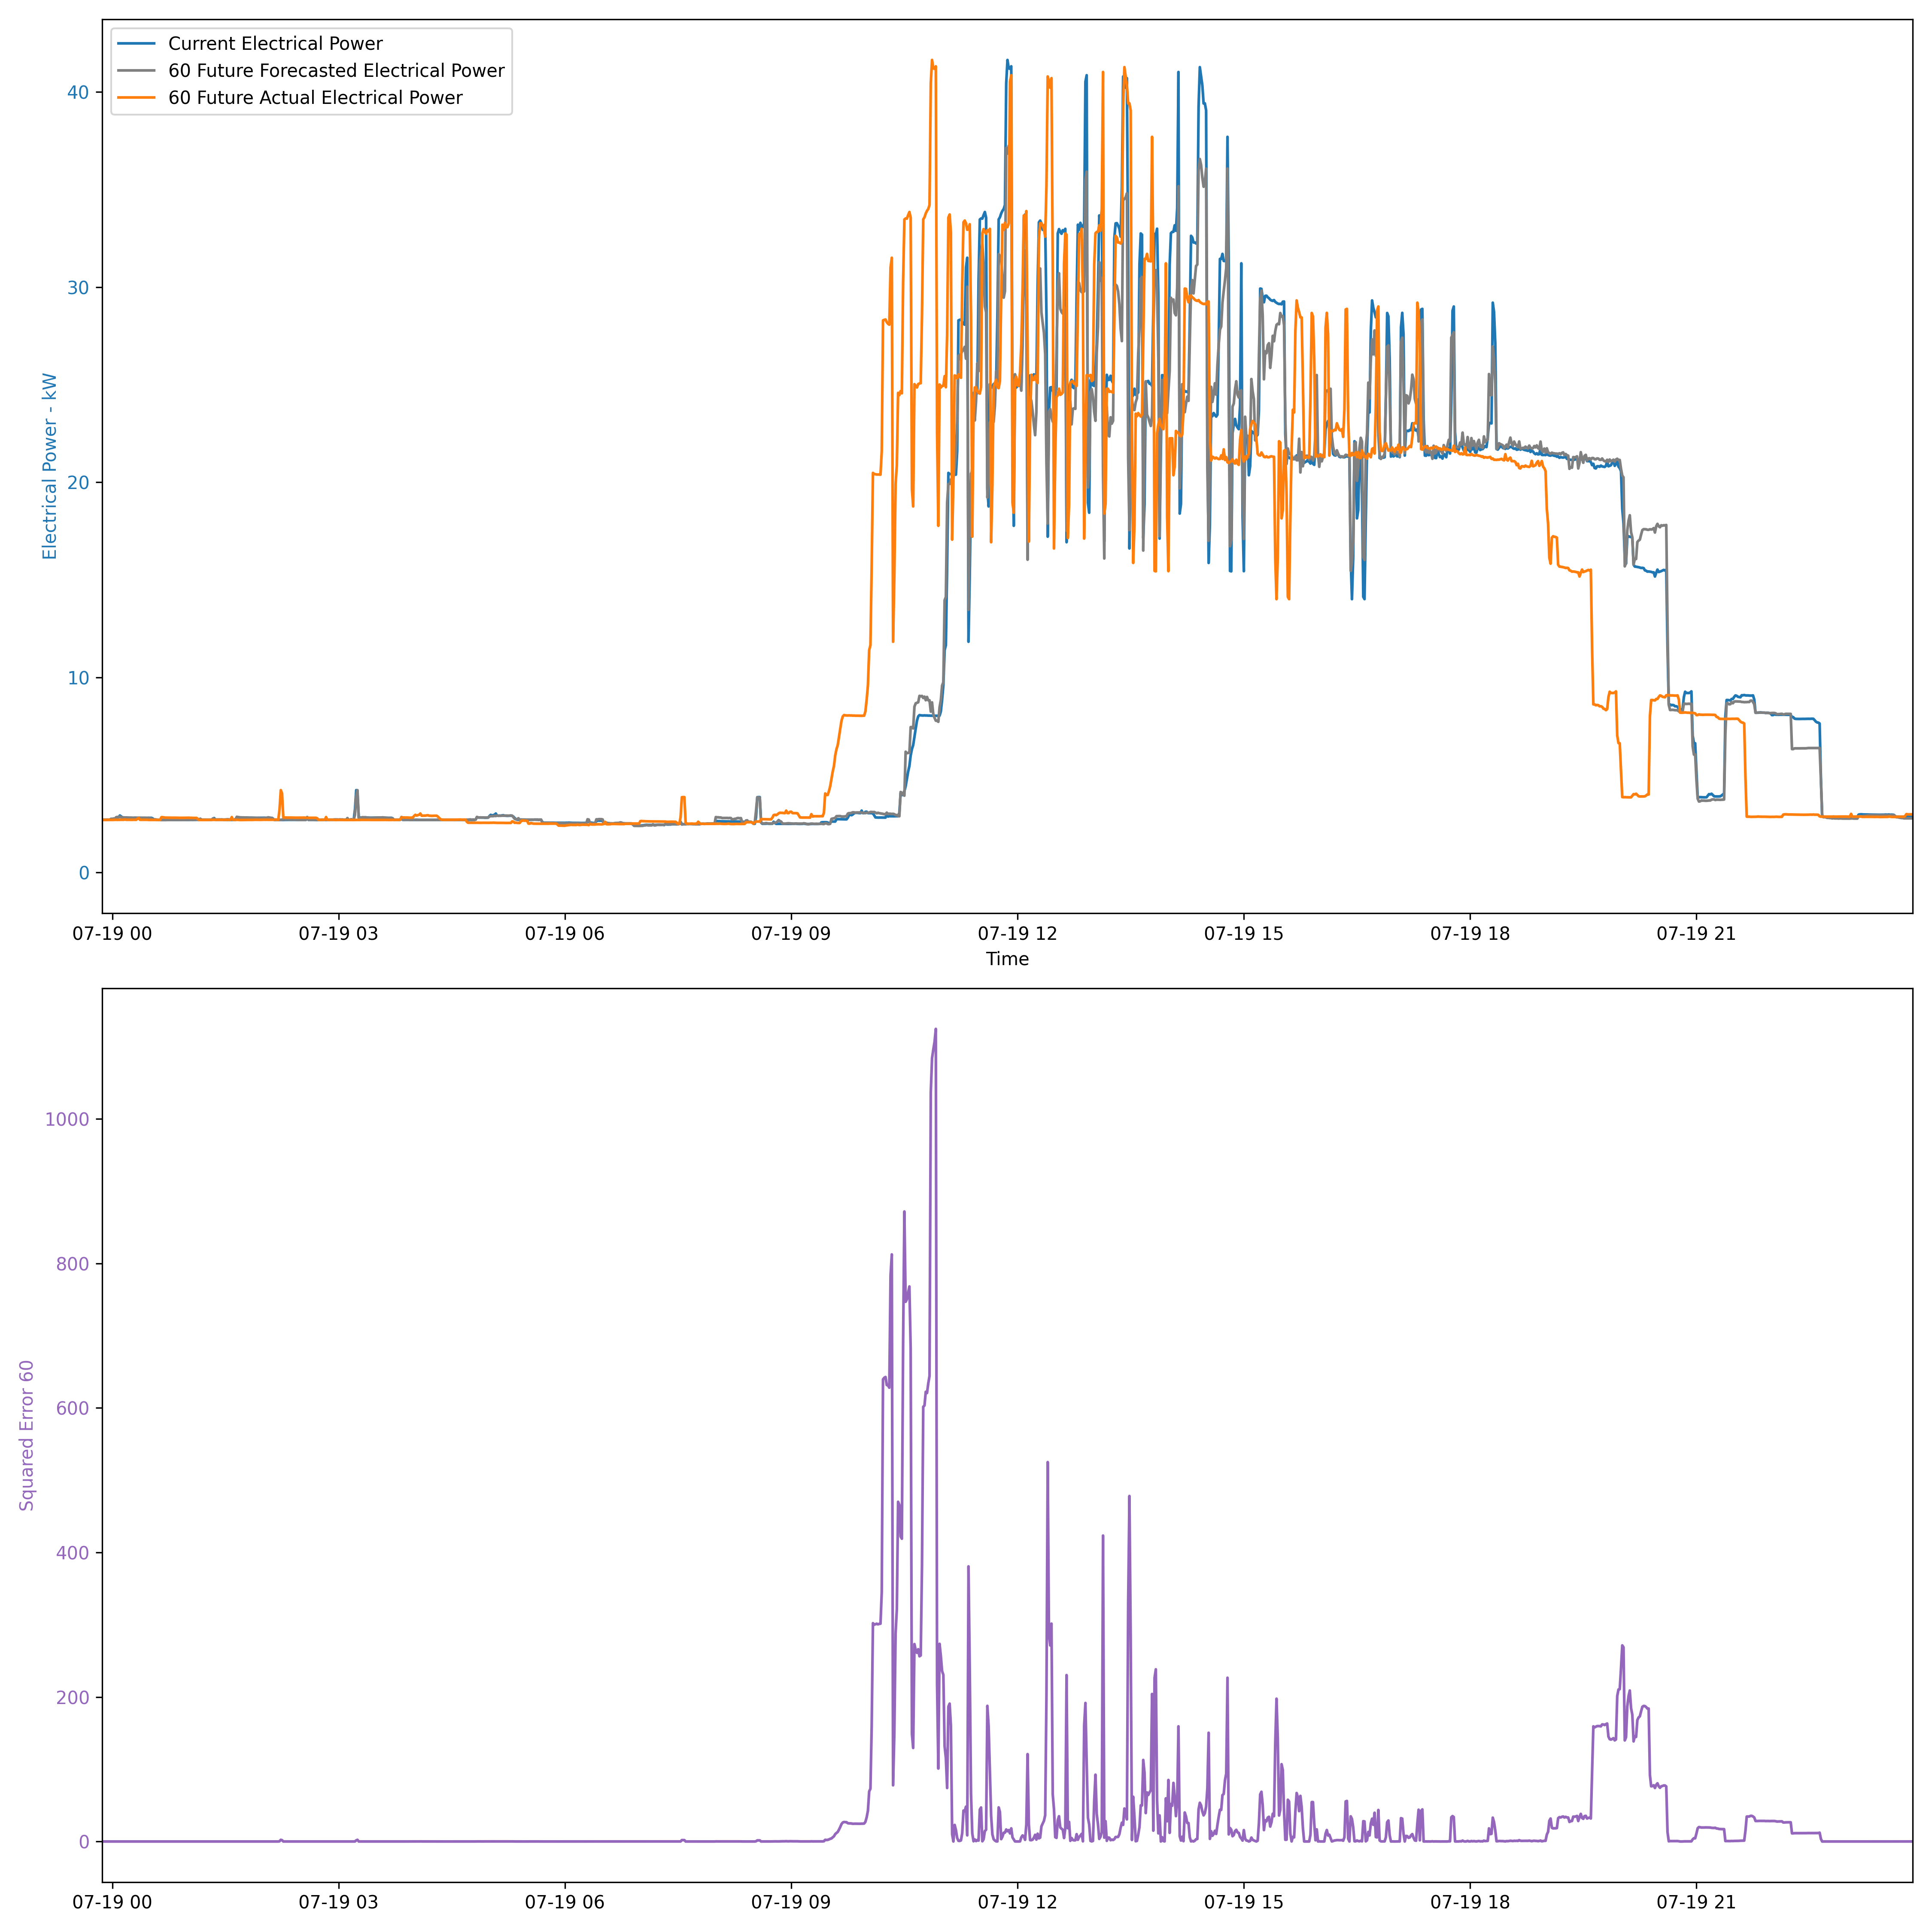 Current Electrical Power
60 Future Forecasted Electrical Power
60 Future Actual Electrical Power
40
30
20
10
0
Electrical Power - kW
07-19 00 07-19 03 07-19 06 07-19 09 07-19 12 07-19 15 07-19 18 07-19 21
Time
1000
800
600
400
200
0
Squared Error 60
07-19 00 07-19 03 07-19 06 07-19 09 07-19 12 07-19 15 07-19 18 07-19 21